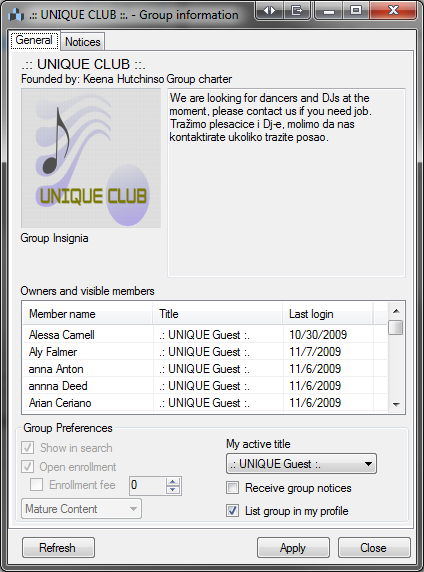 .:: UNIQUE CLUB ::. - Group information
General
Notices
.:: UNIQUE CLUB ::.
Founded by: Keena Hutchinso Group charter
We are looking for dancers and DJs at the
moment, please contact us if you need job.
Tražimo plesacice i Dj-e, molimo da nas
kontaktirate ukoliko trazite posao.
UNIQUE CLUB
Group Insignia
Owners and visible members
Member name Title Last login
Alessa Camell .: UNIQUE Guest :. 10/30/2009
Aly Falmer .: UNIQUE Guest :. 11/7/2009
anna Anton .: UNIQUE Guest :. 11/6/2009
annna Deed .: UNIQUE Guest :. 11/6/2009
Arian Ceriano .: UNIQUE Guest :. 11/6/2009
Group Preferences
Show in search
Open enrollment
Enrollment fee 0
Mature Content
My active title
.: UNIQUE Guest :.
Receive group notices
List group in my profile
Refresh
Apply
Close